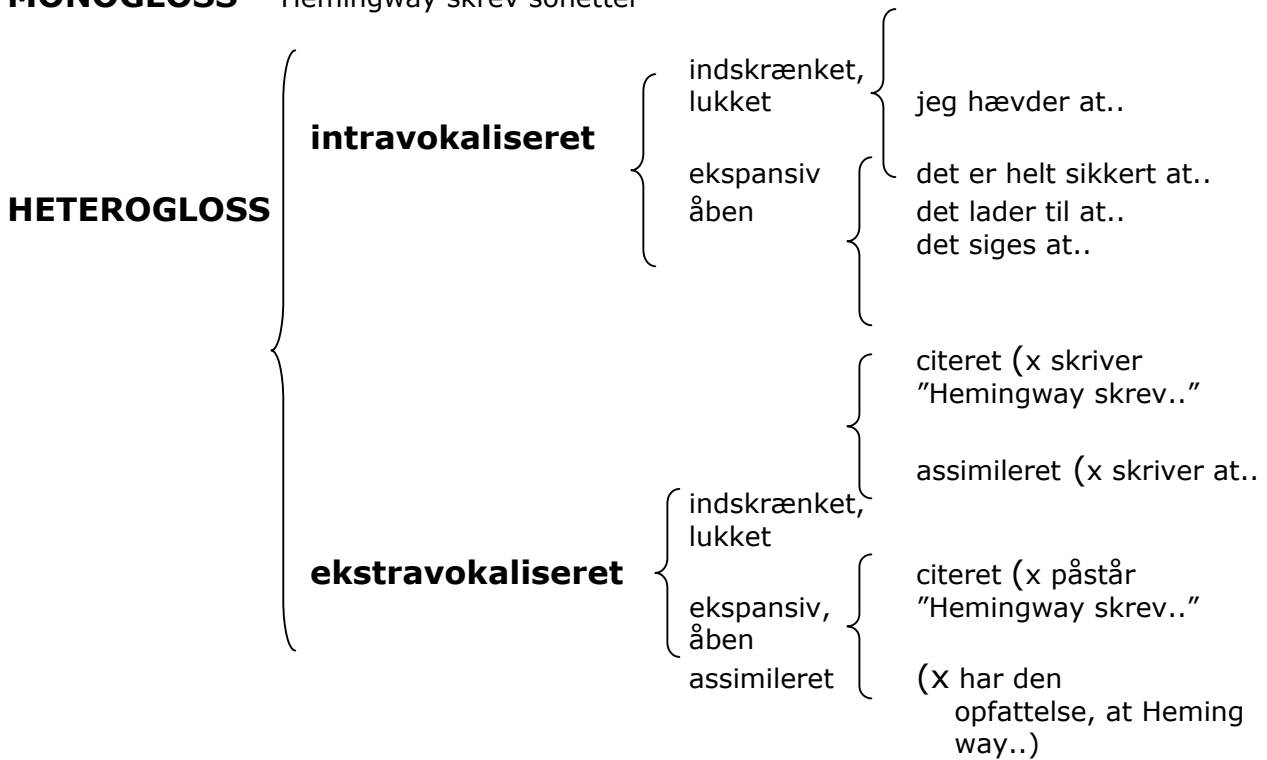 MONOGLOSS Hemingway skrev sonetter
HETEROGLOSS
intravokaliseret
indskrænket,
lukket
jeg hævder at..
det er helt sikkert at..
ekspansiv
åben
det lader til at..
det siges at..
ekstravokaliseret
indskrænket,
lukket
citeret (x skriver
”Hemingway skrev..”
assimileret (x skriver at..
ekspansiv,
åben
citeret (x påstår
”Hemingway skrev..”
assimileret (x har den
opfattelse, at Heming
way..)